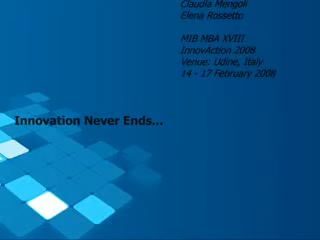 Claudia Mengoli
Elena Rossetto
MIB MBA XVIII
InnovAction 2008
Venue: Udine, Italy
14 - 17 February 2008
Innovation Never Ends...